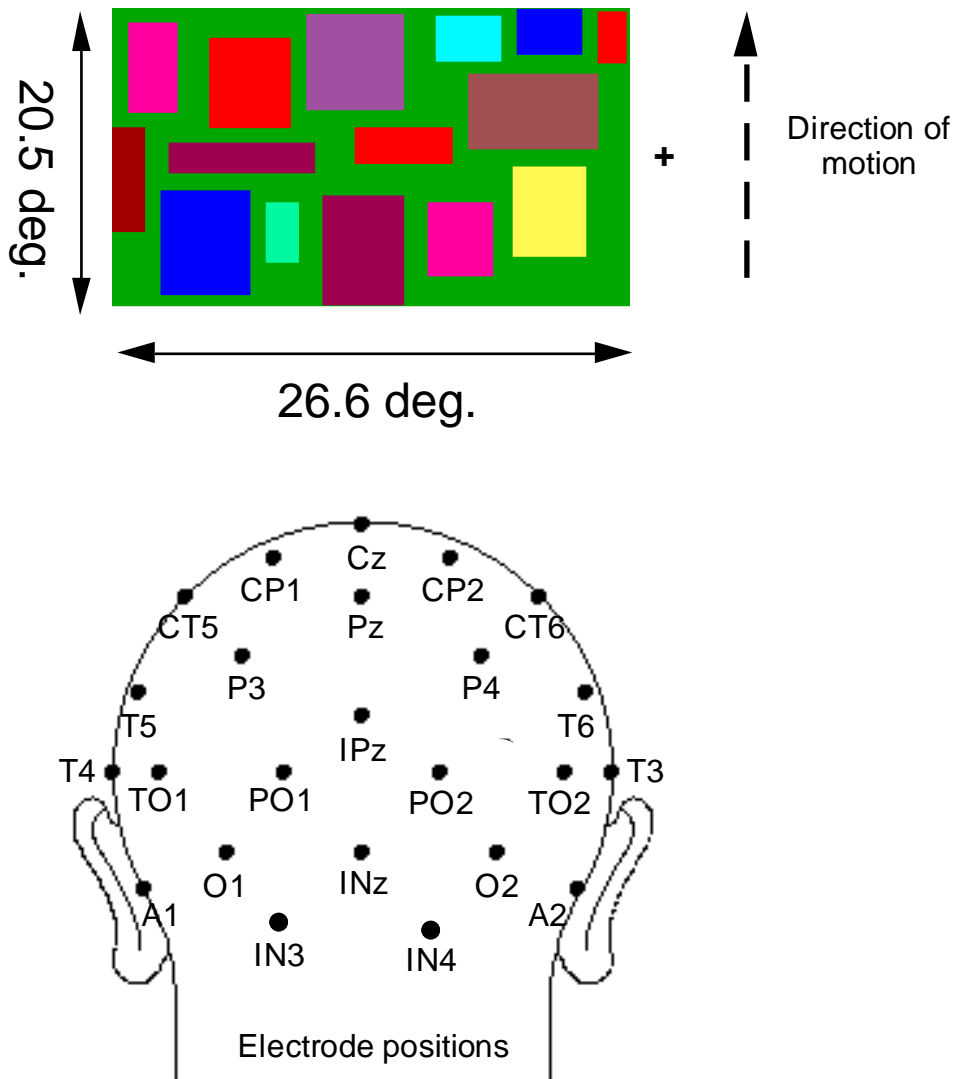 20.5 deg.
+
Direction of
motion
26.6 deg.
Cz
CP1
CP2
CT5
Pz
CT6
P3
P4
T5
T6
IPz
T4
T3
TO1
PO1
PO2
TO2
O1
INz
O2
A1
A2
IN3
IN4
Electrode positions